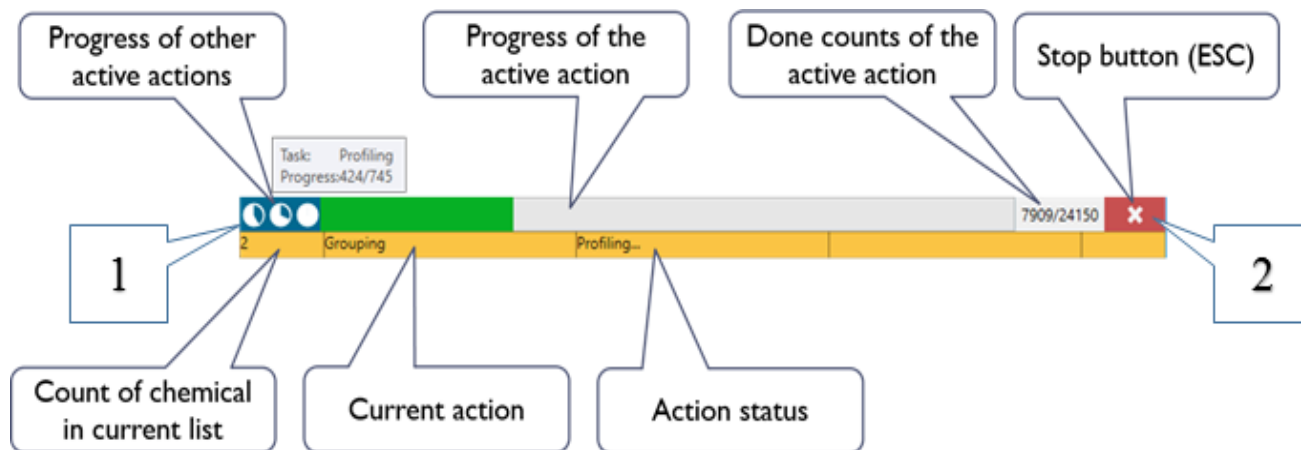 Progress of other
active actions
Progress of the
active action
Done counts of the
active action
Stop button (ESC)
Task: Profiling
Progress:424/745
7909/24150
1
2 Grouping Profiling...
2
Count of chemical
in current list
Current action
Action status